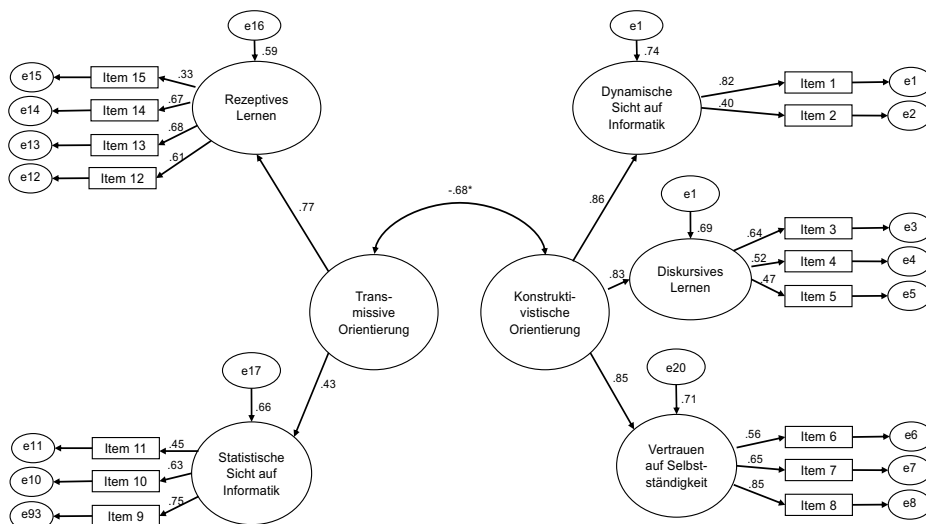 e16
.59
e15
Item 15
.33
e14
Item 14
.67
e13
Item 13
.68
e12
Item 12
.61
Rezeptives
Lernen
.77
Trans-
missive
Orientierung
.43
e17
.66
e11
Item 11
.45
e10
Item 10
.63
e93
Item 9
.75
Statistische
Sicht auf
Informatik
-.68*
Konstrukti-
vistische
Orientierung
.86
e1
.74
Dynamische
Sicht auf
Informatik
.82
Item 1
e1
.40
Item 2
e2
.83
e1
.69
Diskursives
Lernen
.64
Item 3
e3
.52
Item 4
e4
.47
Item 5
e5
.85
e20
.71
Vertrauen
auf Selbst-
ständigkeit
.56
Item 6
e6
.65
Item 7
e7
.85
Item 8
e8